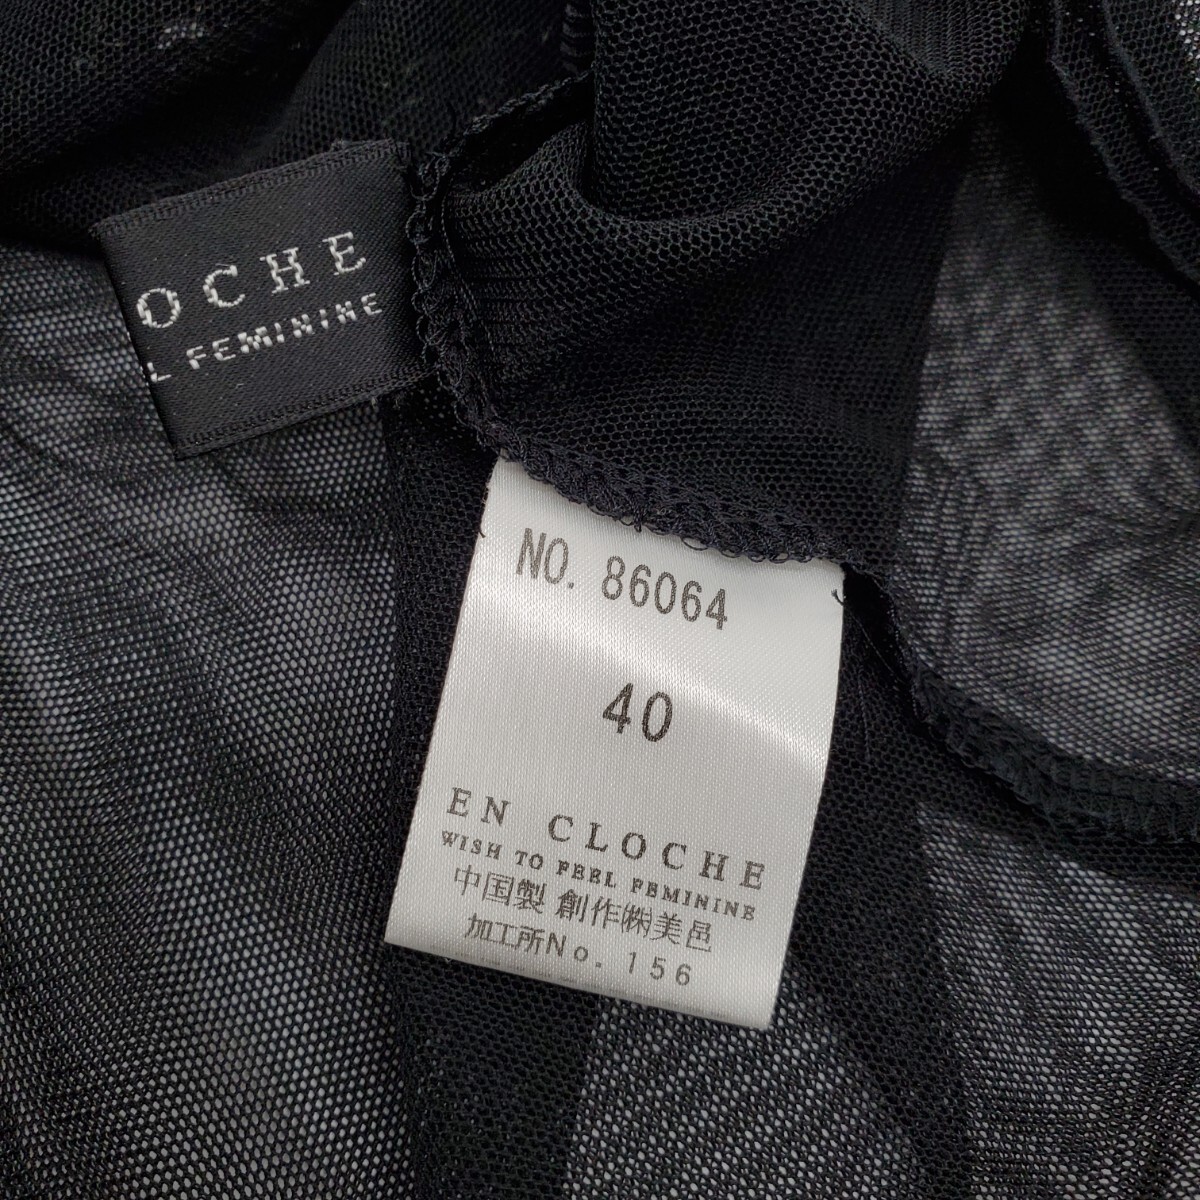 OCHE
L FEMININE
NO. 86064
40
EN CLOCHE
WISH TO FEEL FEMININE
中国製 創作㈱美邑
加工所No. 156